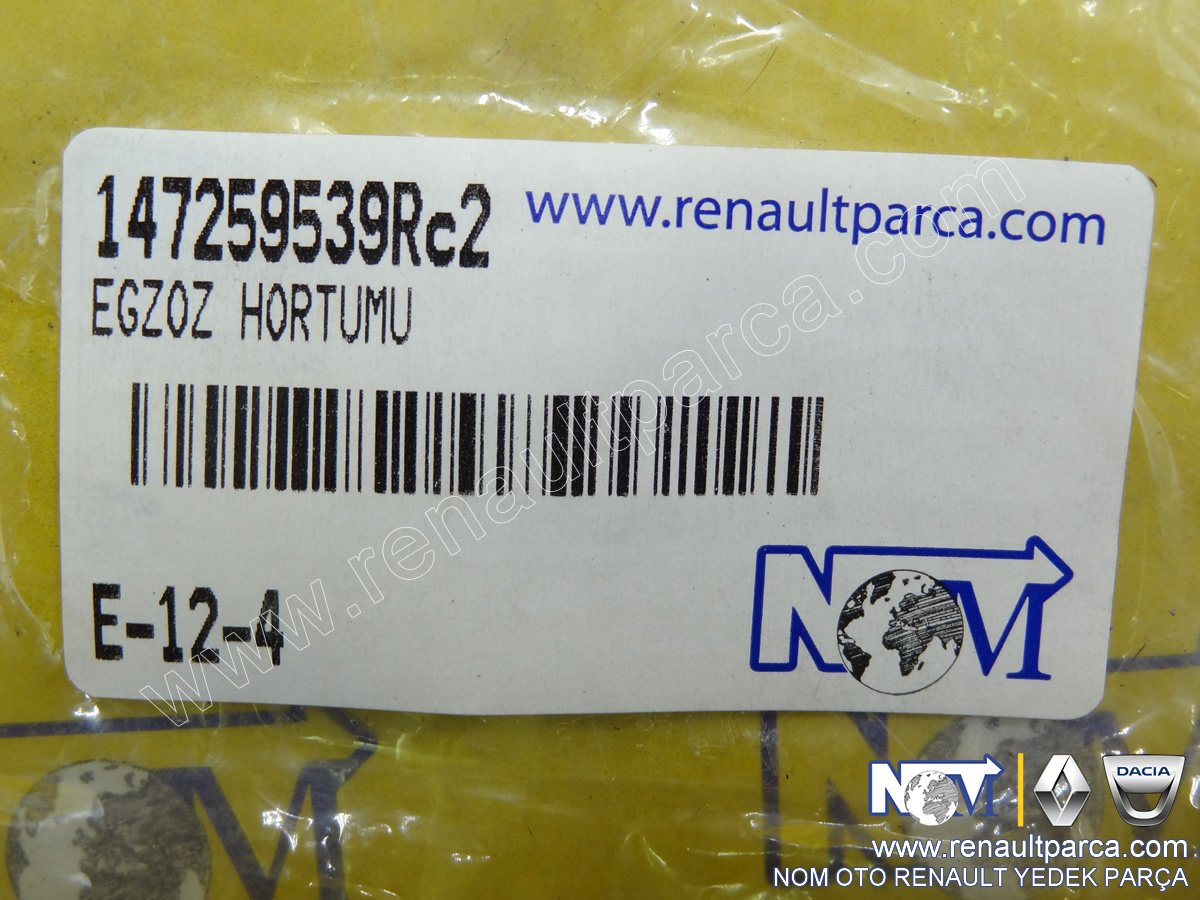 147259539Rc2
www.renaultparca.com
EGZOZ HORTUMU
www.renaultparca.com
E-12-4
NOM
NOM
DACIA
www.renaultparca.com
NOM OTO RENAULT YEDEK PARÇA